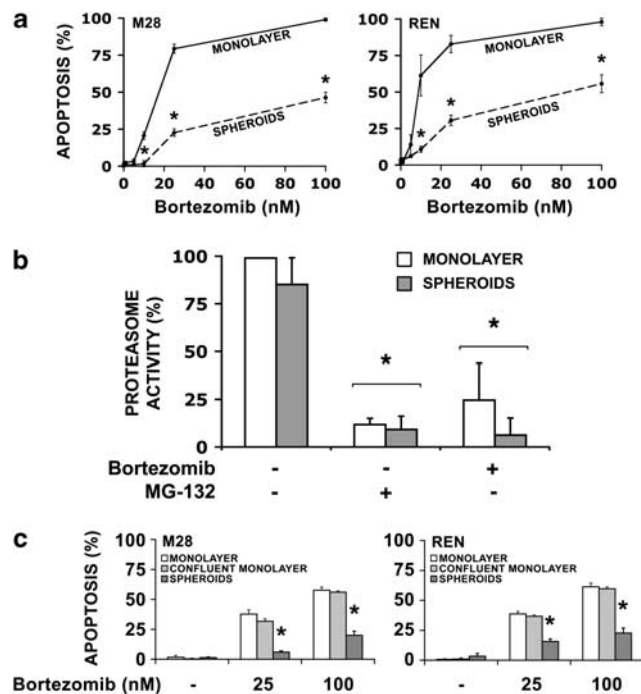 a
M28
REN
APOPTOSIS (%)
100
75
50
25
0
MONOLAYER
SPHEROIDS
*
*
*
0 20 40 60 80 100
Bortezomib (nM)
100
75
50
25
0
MONOLAYER
SPHEROIDS
*
*
*
0 20 40 60 80 100
Bortezomib (nM)
b
PROTEASOME
ACTIVITY (%)
100
75
50
25
0
MONOLAYER
SPHEROIDS
*
*
Bortezomib - - +
MG-132 - + -
c
APOPTOSIS (%)
M28
100
75
50
25
0
MONOLAYER
CONFLUENT MONOLAYER
SPHEROIDS
*
*
REN
100
75
50
25
0
MONOLAYER
CONFLUENT MONOLAYER
SPHEROIDS
*
*
Bortezomib (nM) - 25 100 - 25 100